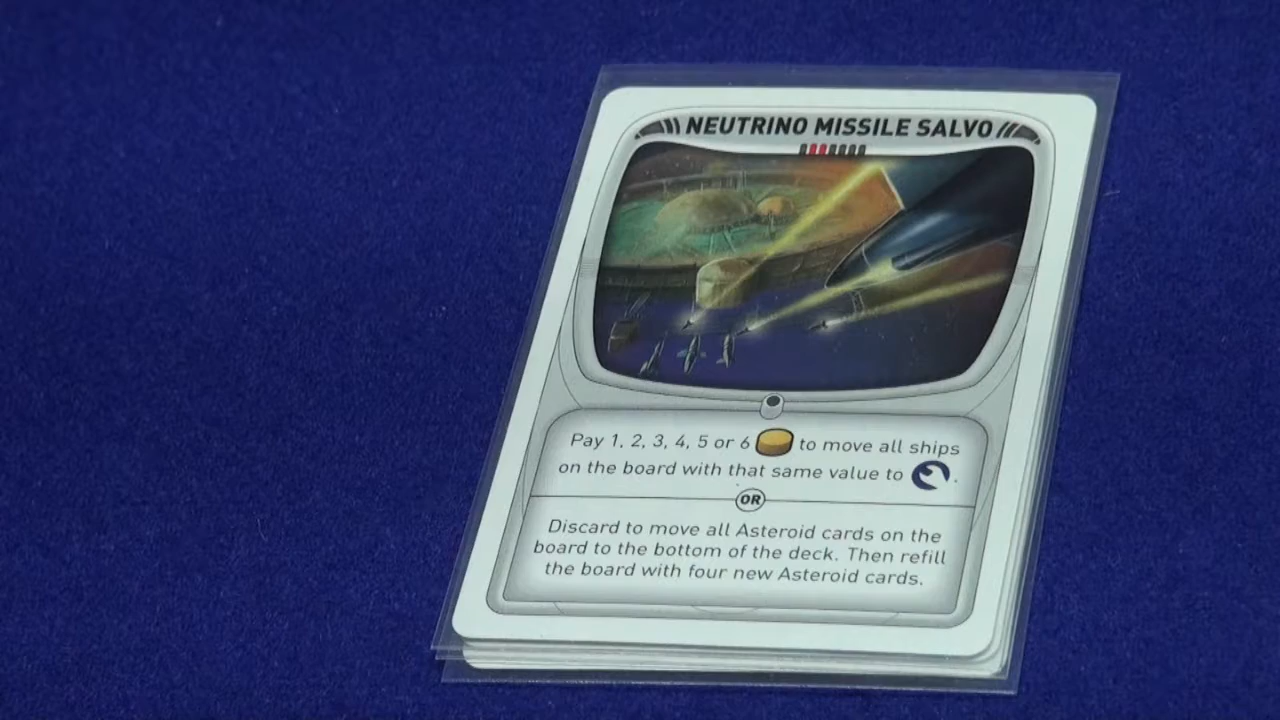 NEUTRINO MISSILE SALVO
Pay 1, 2, 3, 4, 5 or 6 to move all ships
on the board with that same value to .
OR
Discard to move all Asteroid cards on the
board to the bottom of the deck. Then refill
the board with four new Asteroid cards.